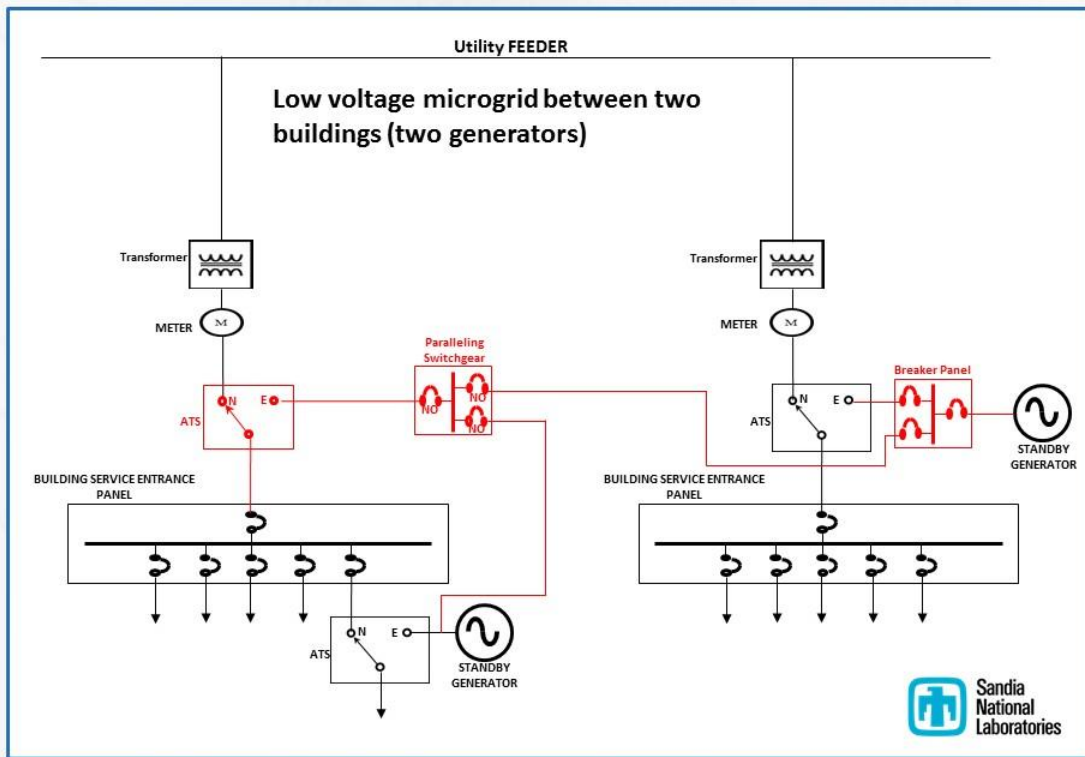 Utility FEEDER
Low voltage microgrid between two
buildings (two generators)
Transformer
Transformer
METER
M
METER
M
Paralleling
Switchgear
NO
NO
NO
Breaker Panel
N
E
ATS
N
E
ATS
STANDBY
GENERATOR
BUILDING SERVICE ENTRANCE
PANEL
BUILDING SERVICE ENTRANCE
PANEL
N
E
ATS
STANDBY
GENERATOR
Sandia
National
Laboratories